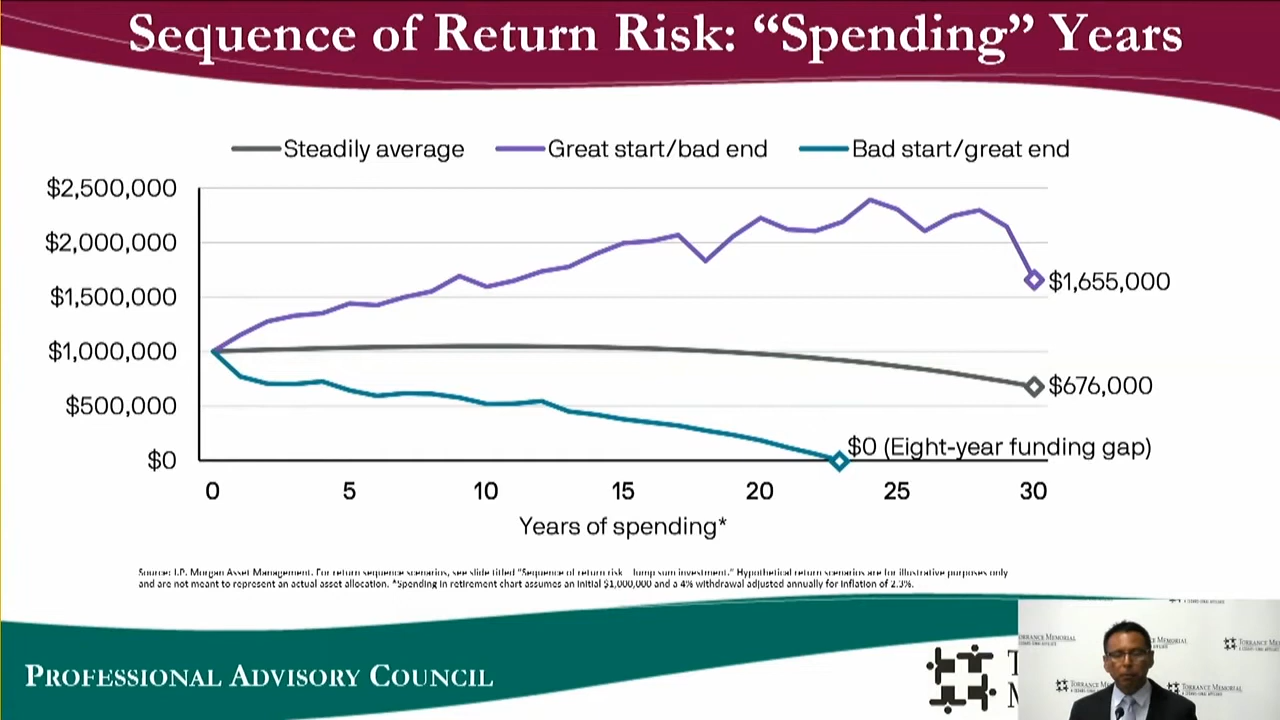 Sequence of Return Risk: “Spending” Years
Steadily average
Great start/bad end
Bad start/great end
$2,500,000
$2,000,000
$1,500,000
$1,000,000
$500,000
$0
$1,655,000
$676,000
$0 (Eight-year funding gap)
0 5 10 15 20 25 30
Years of spending*
Source: J.P. Morgan Asset Management. For return sequence scenarios, see slide titled “Sequence of return risk – lump sum investment.” Hypothetical return scenarios are for illustrative purposes only
and are not meant to represent an actual asset allocation. *Spending in retirement chart assumes an initial $1,000,000 and a 4% withdrawal adjusted annually for inflation of 2.3%.
PROFESSIONAL ADVISORY COUNCIL
T
M
TORRANCE MEMORIAL
TORRANCE MEMORIAL